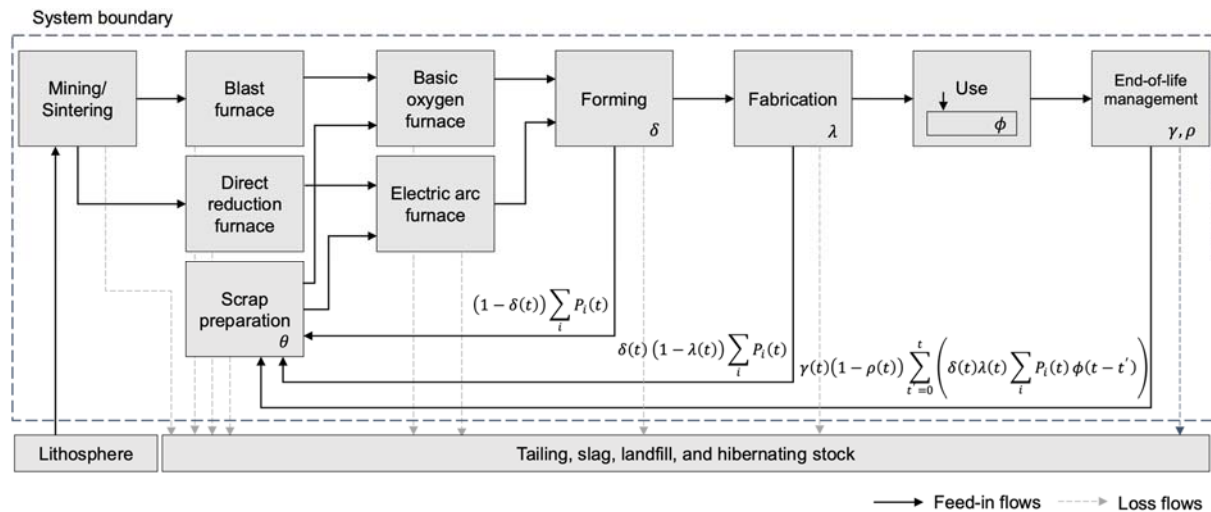 System boundary
Mining/
Sintering
Blast
furnace
Basic
oxygen
furnace
Forming
δ
Fabrication
λ
Use
ϕ
End-of-life
management
γ, ρ
Direct
reduction
furnace
Electric arc
furnace
Scrap
preparation
θ
(1 − δ(t)) ∑_i P_i(t)
δ(t) (1 − λ(t)) ∑_i P_i(t)
γ(t)(1 − ρ(t)) ∑_{t′=0}^{t} (δ(t)λ(t) ∑_i P_i(t) ϕ(t − t′))
Lithosphere
Tailing, slag, landfill, and hibernating stock
Feed-in flows
Loss flows